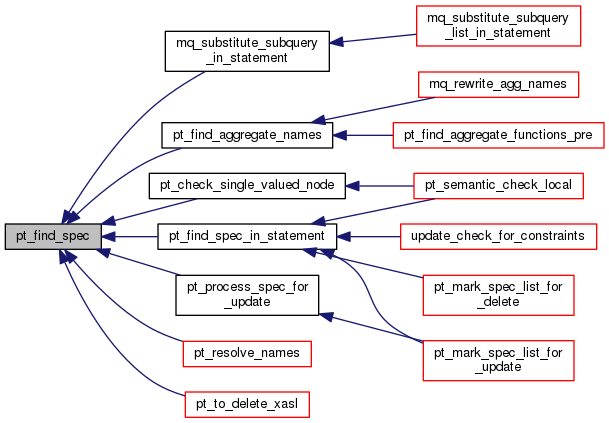 mq_substitute_subquery
_in_statement
mq_substitute_subquery
_list_in_statement
mq_rewrite_agg_names
pt_find_aggregate_names
pt_find_aggregate_functions_pre
pt_check_single_valued_node
pt_semantic_check_local
pt_find_spec
pt_find_spec_in_statement
update_check_for_constraints
pt_process_spec_for
_update
pt_mark_spec_list_for
_delete
pt_resolve_names
pt_mark_spec_list_for
_update
pt_to_delete_xasl